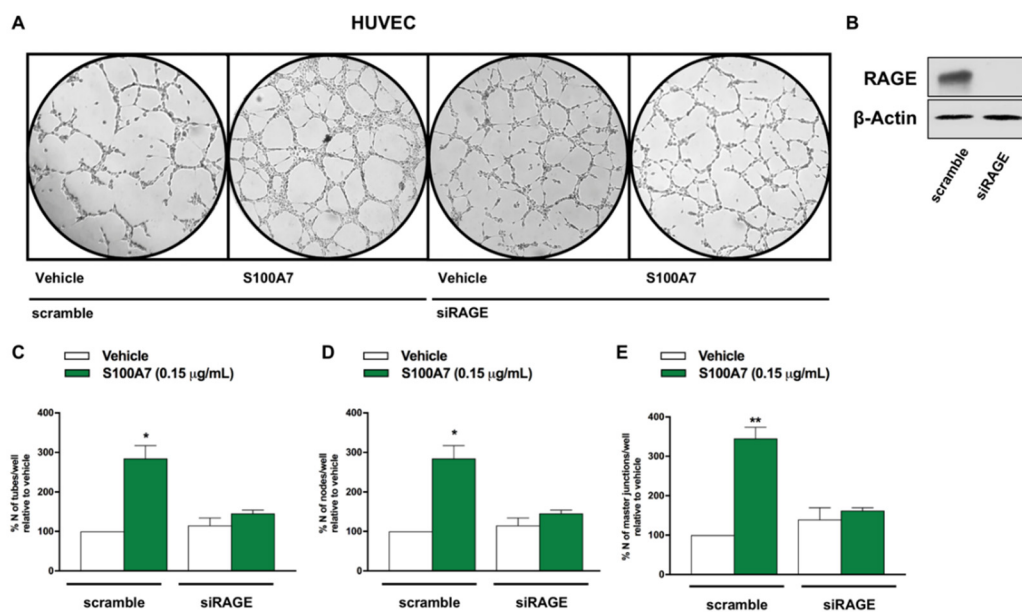 A
HUVEC
Vehicle
S100A7
Vehicle
S100A7
scramble
siRAGE
B
RAGE
β-Actin
scramble
siRAGE
C
Vehicle
S100A7 (0.15 μg/mL)
% N of tubes/well
relative to vehicle
400
300
200
100
0
*
scramble
siRAGE
D
Vehicle
S100A7 (0.15 μg/mL)
% N of nodes/well
relative to vehicle
400
300
200
100
0
*
scramble
siRAGE
E
Vehicle
S100A7 (0.15 μg/mL)
% N of master junctions/well
relative to vehicle
400
300
200
100
0
**
scramble
siRAGE